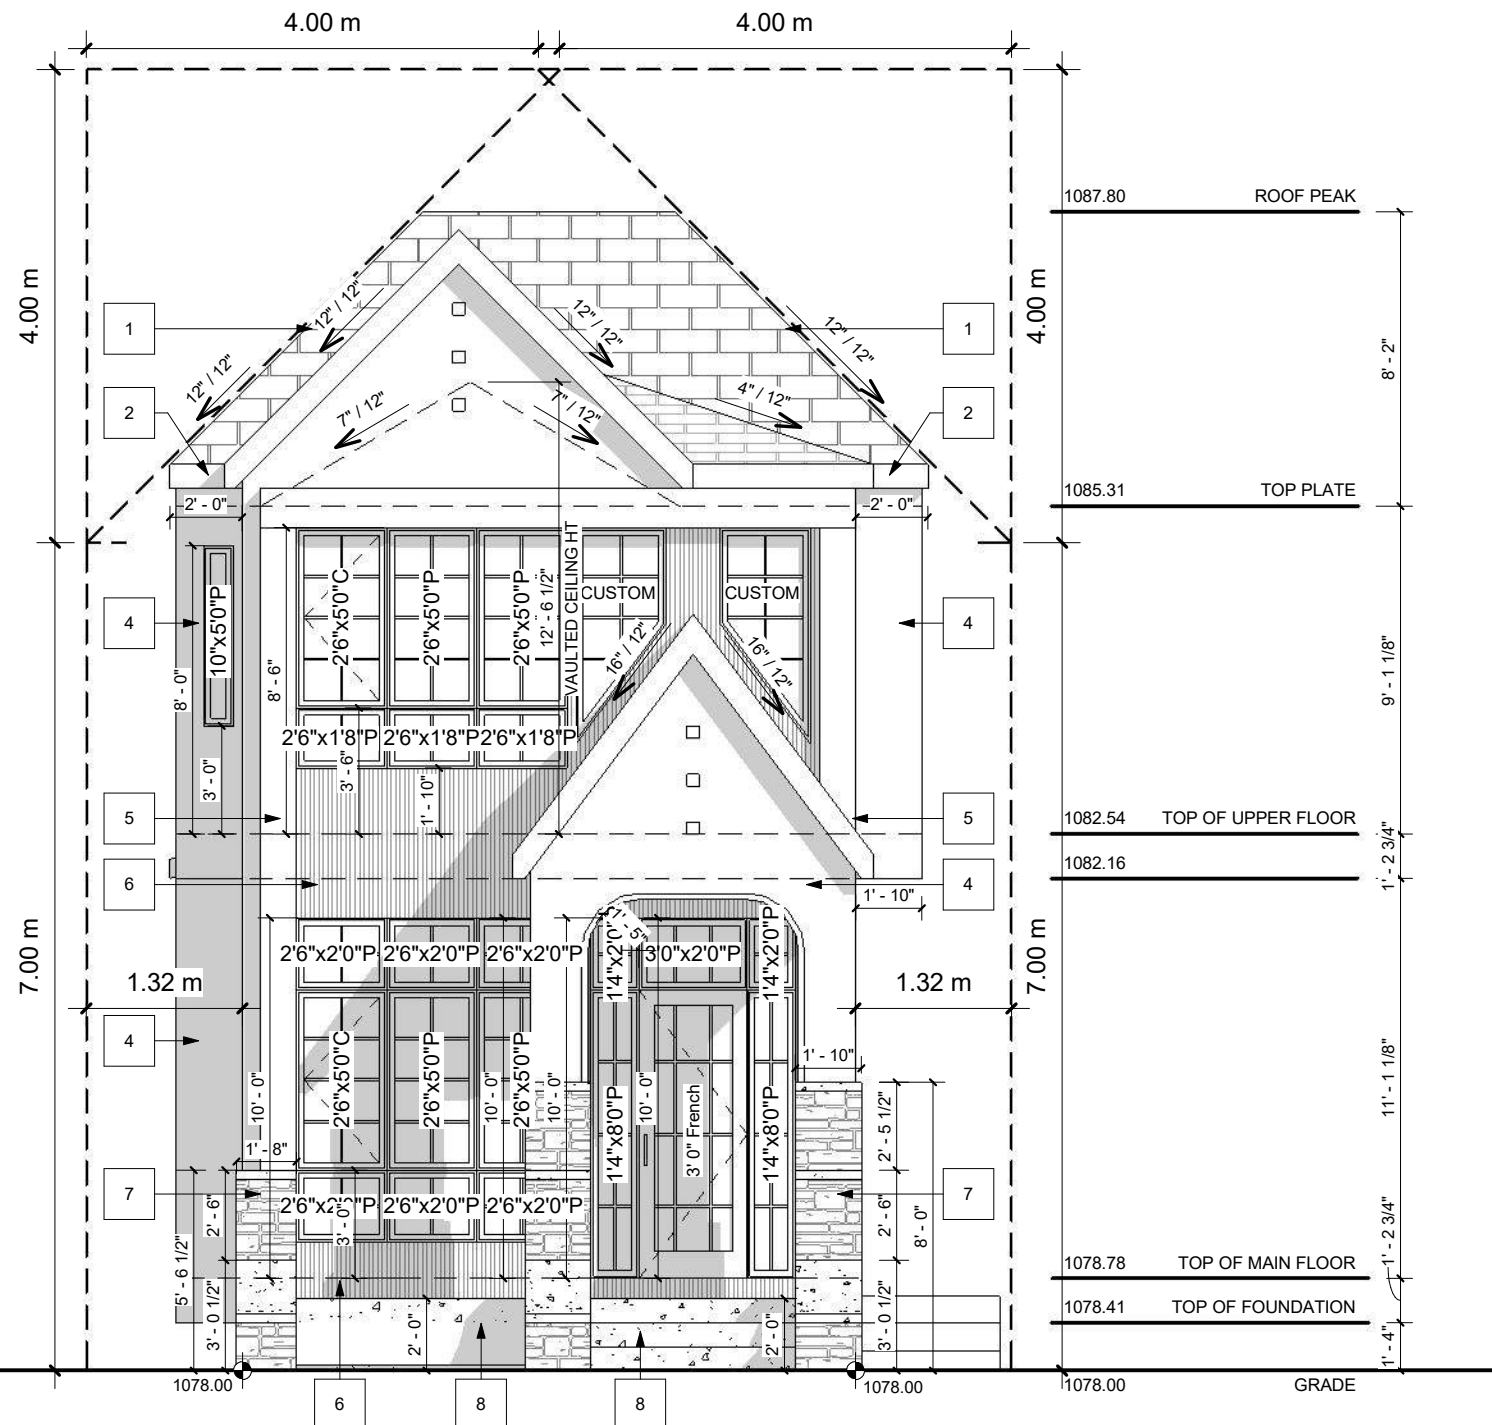 4.00 m
4.00 m
4.00 m
4.00 m
1087.80 ROOF PEAK
1
12" / 12"
12" / 12"
12" / 12"
12" / 12"
1
8' - 2"
2
7" / 12"
7" / 12"
4" / 12"
2
2' - 0"
2' - 0"
1085.31 TOP PLATE
4
10"x5'0"P
8' - 0"
3' - 0"
8' - 6"
2'6"x5'0"C
2'6"x5'0"P
2'6"x5'0"P
12' - 6 1/2"
VAULTED CEILING HT
CUSTOM
CUSTOM
16" / 12"
16" / 12"
4
9' - 1 1/8"
2'6"x1'8"P
2'6"x1'8"P
2'6"x1'8"P
3' - 6"
1' - 10"
5
5
1082.54 TOP OF UPPER FLOOR
1' - 2 3/4"
1082.16
6
4
1' - 10"
7.00 m
7.00 m
1.32 m
1.32 m
2'6"x2'0"P
2'6"x2'0"P
2'6"x2'0"P
1'4"x2'0"
1' - 5"
3'0"x2'0"P
1'4"x2'0"P
4
10' - 0"
2'6"x5'0"C
2'6"x5'0"P
10' - 0"
2'6"x5'0"P
10' - 0"
1'4"x8'0"P
10' - 0"
3' 0" French
1'4"x8'0"P
1' - 10"
11' - 1 1/8"
1' - 8"
2' - 5 1/2"
7
2' - 6"
2'6"x2'0"P
3' - 0"
2'6"x2'0"P
2'6"x2'0"P
2' - 6"
8' - 0"
7
5' - 6 1/2"
3' - 0 1/2"
2' - 0"
2' - 0"
3' - 0 1/2"
1078.78 TOP OF MAIN FLOOR
1' - 2 3/4"
1078.41 TOP OF FOUNDATION
1' - 4"
1078.00
1078.00
1078.00 GRADE
6
8
8